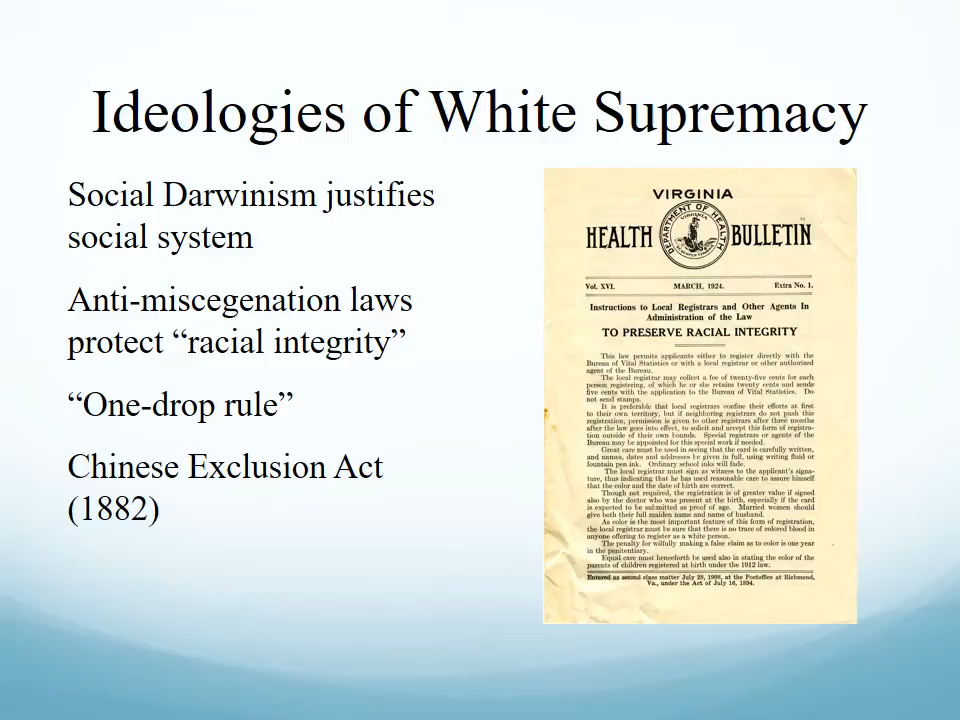 Ideologies of White Supremacy
Social Darwinism justifies
social system
Anti-miscegenation laws
protect “racial integrity”
“One-drop rule”
Chinese Exclusion Act
(1882)
VIRGINIA
HEALTH
DEPARTMENT OF HEALTH
VIRGINIA
BULLETIN
Vol. XVI. MARCH, 1924. Extra No. 1.
Instructions to Local Registrars and Other Agents In
Administration of the Law
TO PRESERVE RACIAL INTEGRITY
This law permits applicants either to register directly with the
Bureau of Vital Statistics or with a local registrar or other authorized
agent of the Bureau.
The local registrar may collect a fee of twenty-five cents for each
person registering, of which he or she retains twenty cents and sends
five cents with the application to the Bureau of Vital Statistics. Do
not send stamps.
It is preferable that local registrars confine their efforts at first
to their own territory, but if neighboring registrars do not push this
registration, permission is given to other registrars after three months
after the law goes into effect, to solicit and accept this form of registra-
tion outside of their own bounds. Special registrars or agents of the
Bureau may be appointed for this special work if needed.
Great care must be used in seeing that the card is carefully written,
and names, dates and addresses be given in full, using writing fluid or
fountain pen ink. Ordinary school inks will fade.
The local registrar must sign as witness to the applicant's signa-
ture, thus indicating that he has used reasonable care to assure himself
that the color and the date of birth are correct.
Though not required, the registration is of greater value if signed
also by the doctor who was present at the birth, especially if the card
is expected to be submitted as proof of age. Married women should
give both their full maiden name and name of husband.
As color is the most important feature of this form of registration,
the local registrar must be sure that there is no trace of colored blood in
anyone offering to register as a white person.
The penalty for wilfully making a false claim as to color is one year
in the penitentiary.
Equal care must henceforth be used also in stating the color of the
parents of children registered at birth under the 1912 law.
Entered as second class matter July 28, 1908, at the Postoffice at Richmond,
Va., under the Act of July 16, 1894.